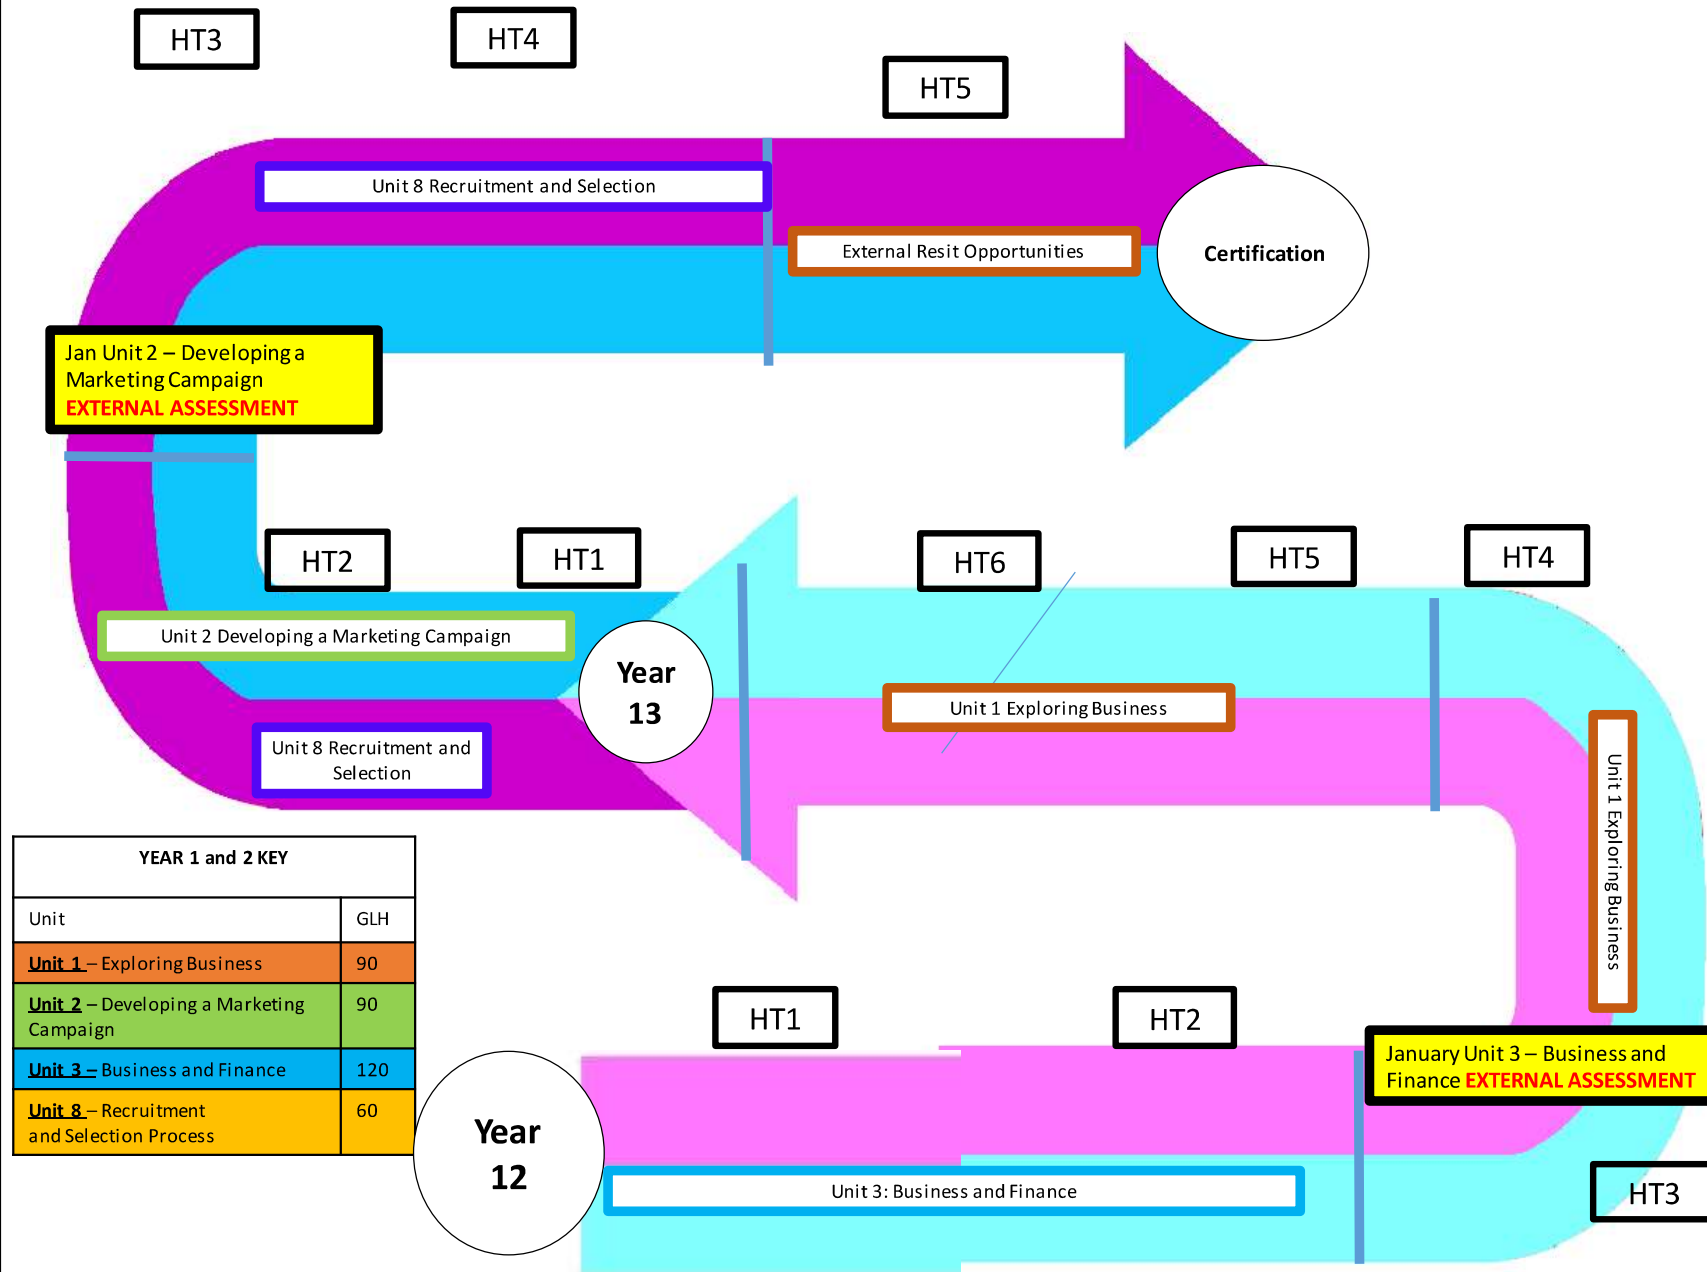 HT3
HT4
HT5
Unit 8 Recruitment and Selection
External Resit Opportunities
Certification
Jan Unit 2 – Developing a
Marketing Campaign
EXTERNAL ASSESSMENT
HT2
HT1
HT6
HT5
HT4
Unit 2 Developing a Marketing Campaign
Year
13
Unit 1 Exploring Business
Unit 8 Recruitment and
Selection
Unit 1 Exploring Business
YEAR 1 and 2 KEY
Unit GLH
Unit 1 – Exploring Business 90
Unit 2 – Developing a Marketing 90
Campaign
Unit 3 – Business and Finance 120
Unit 8 – Recruitment 60
and Selection Process
HT1
HT2
January Unit 3 – Business and
Finance EXTERNAL ASSESSMENT
Year
12
Unit 3: Business and Finance
HT3